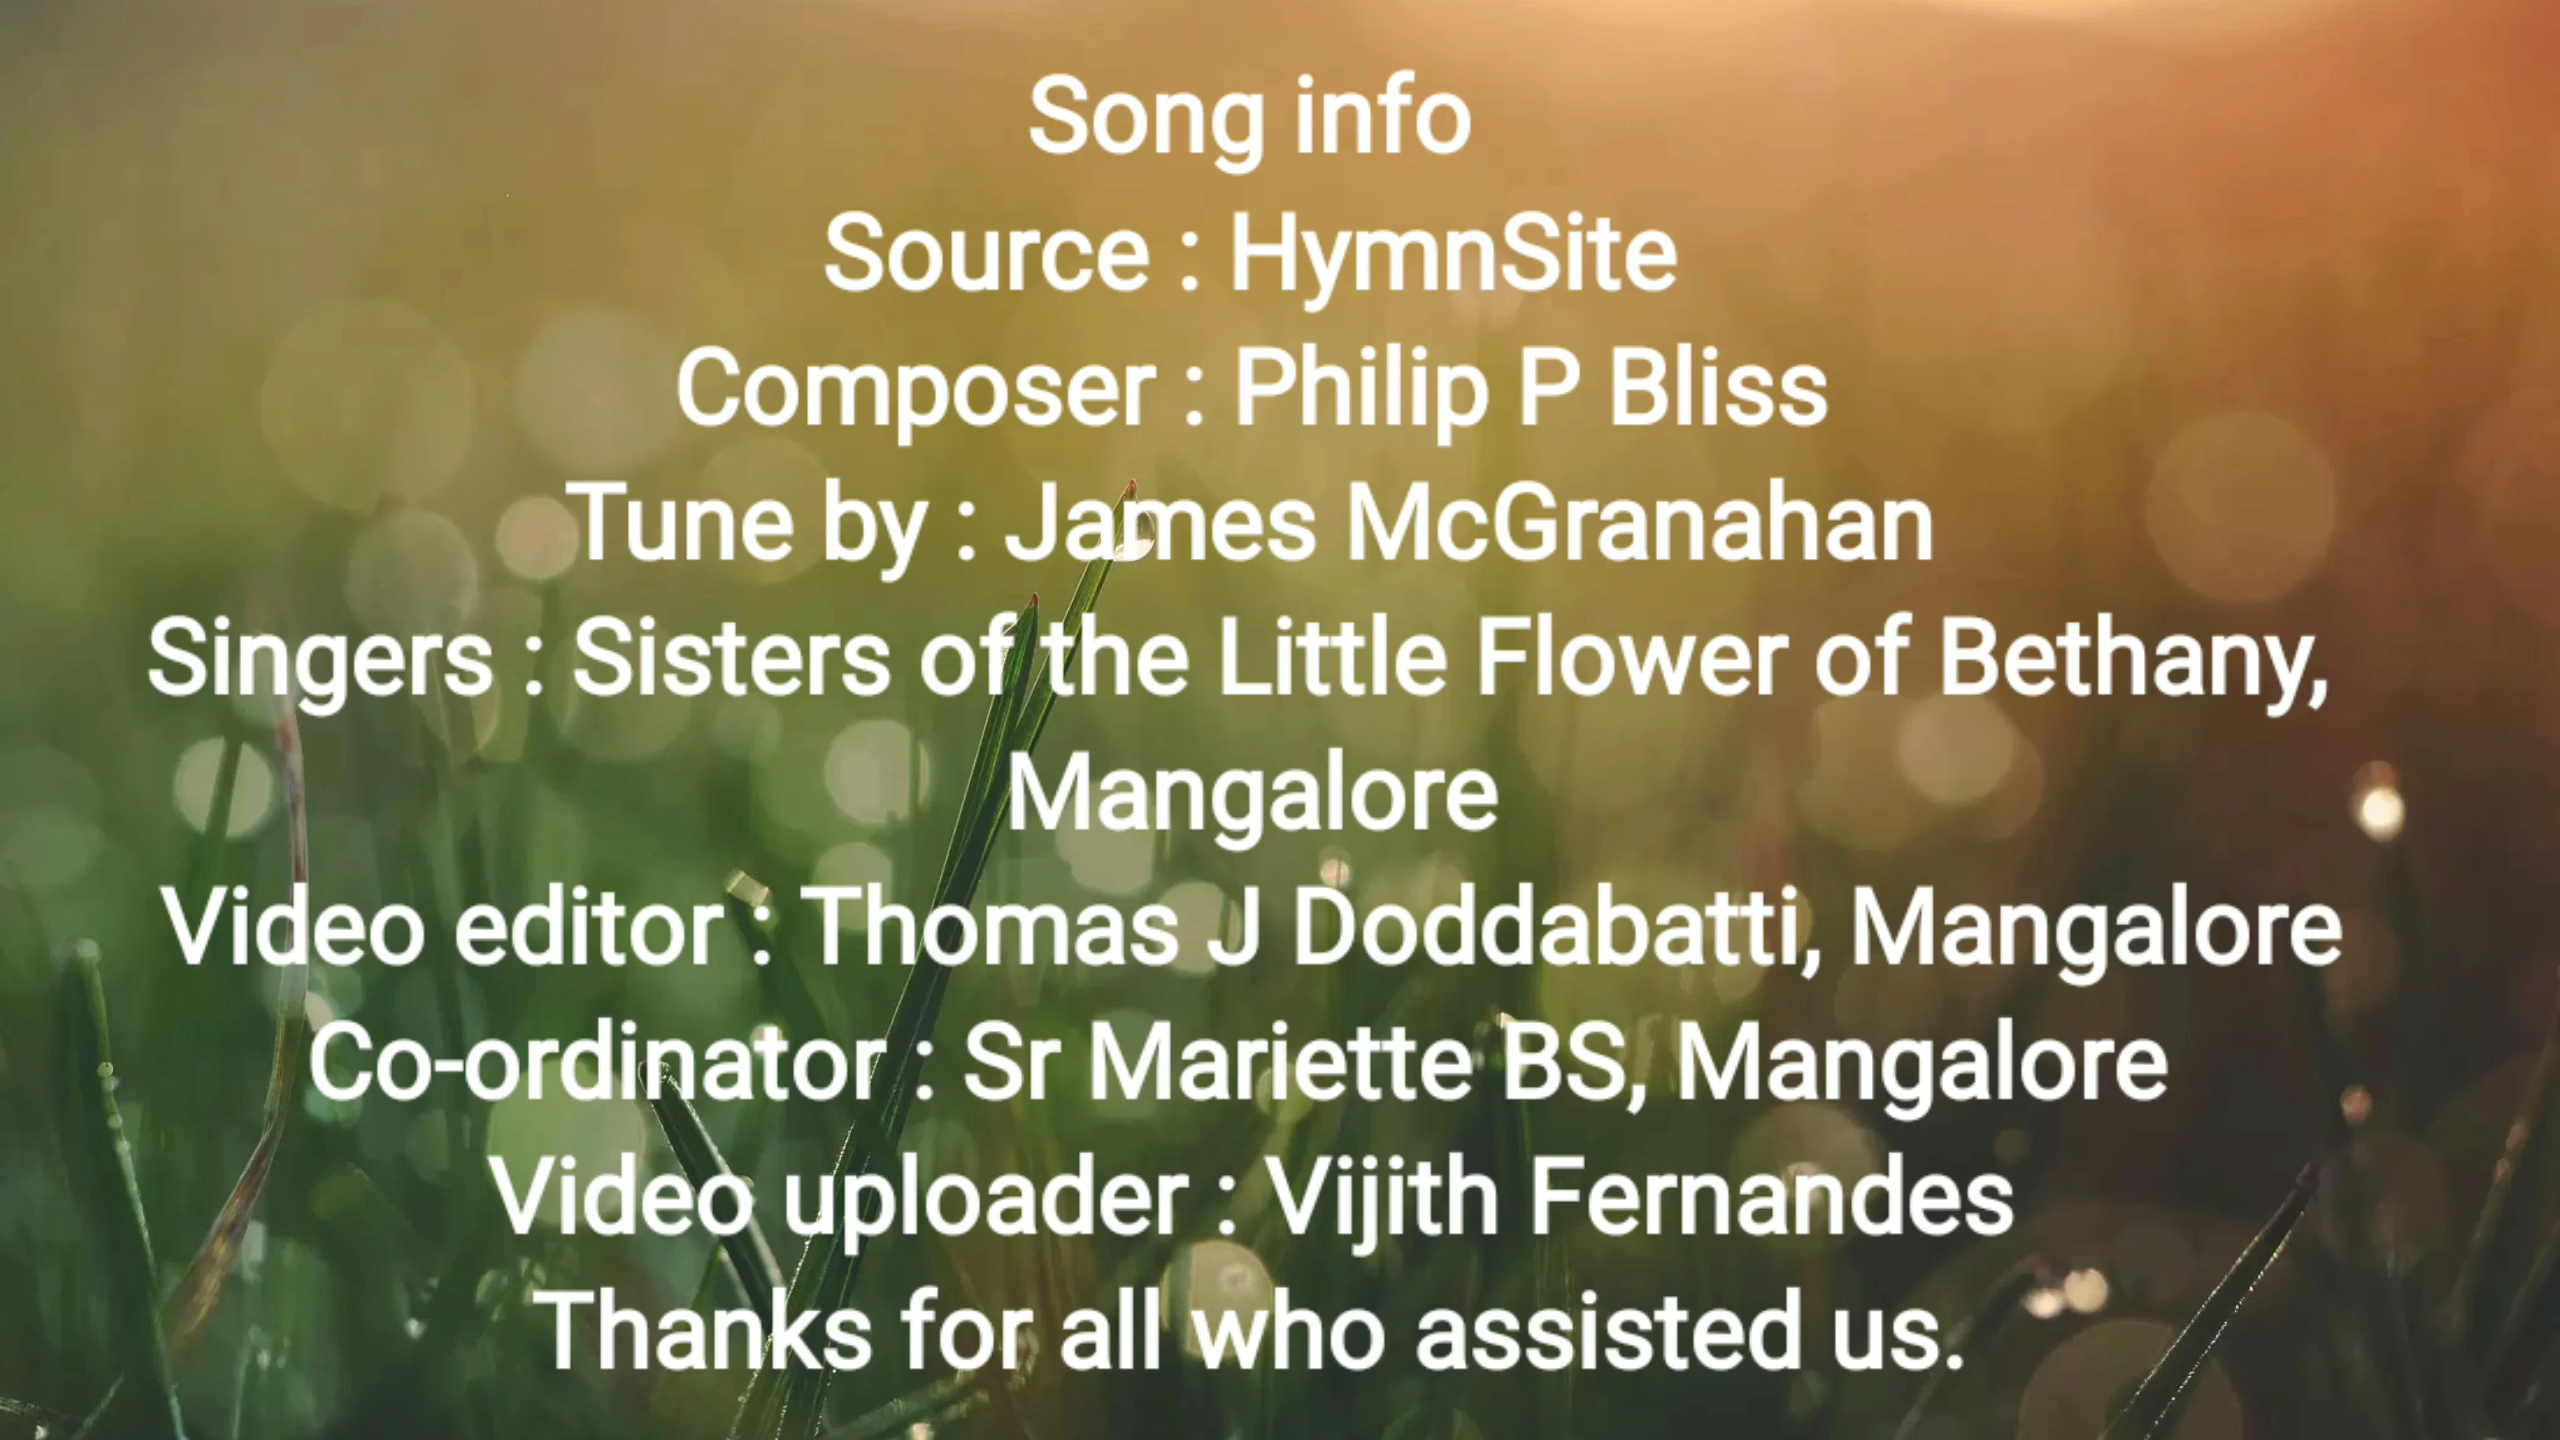 Song info
Source : HymnSite
Composer : Philip P Bliss
Tune by : James McGranahan
Singers : Sisters of the Little Flower of Bethany,
Mangalore
Video editor : Thomas J Doddabatti, Mangalore
Co-ordinator : Sr Mariette BS, Mangalore
Video uploader : Vijith Fernandes
Thanks for all who assisted us.